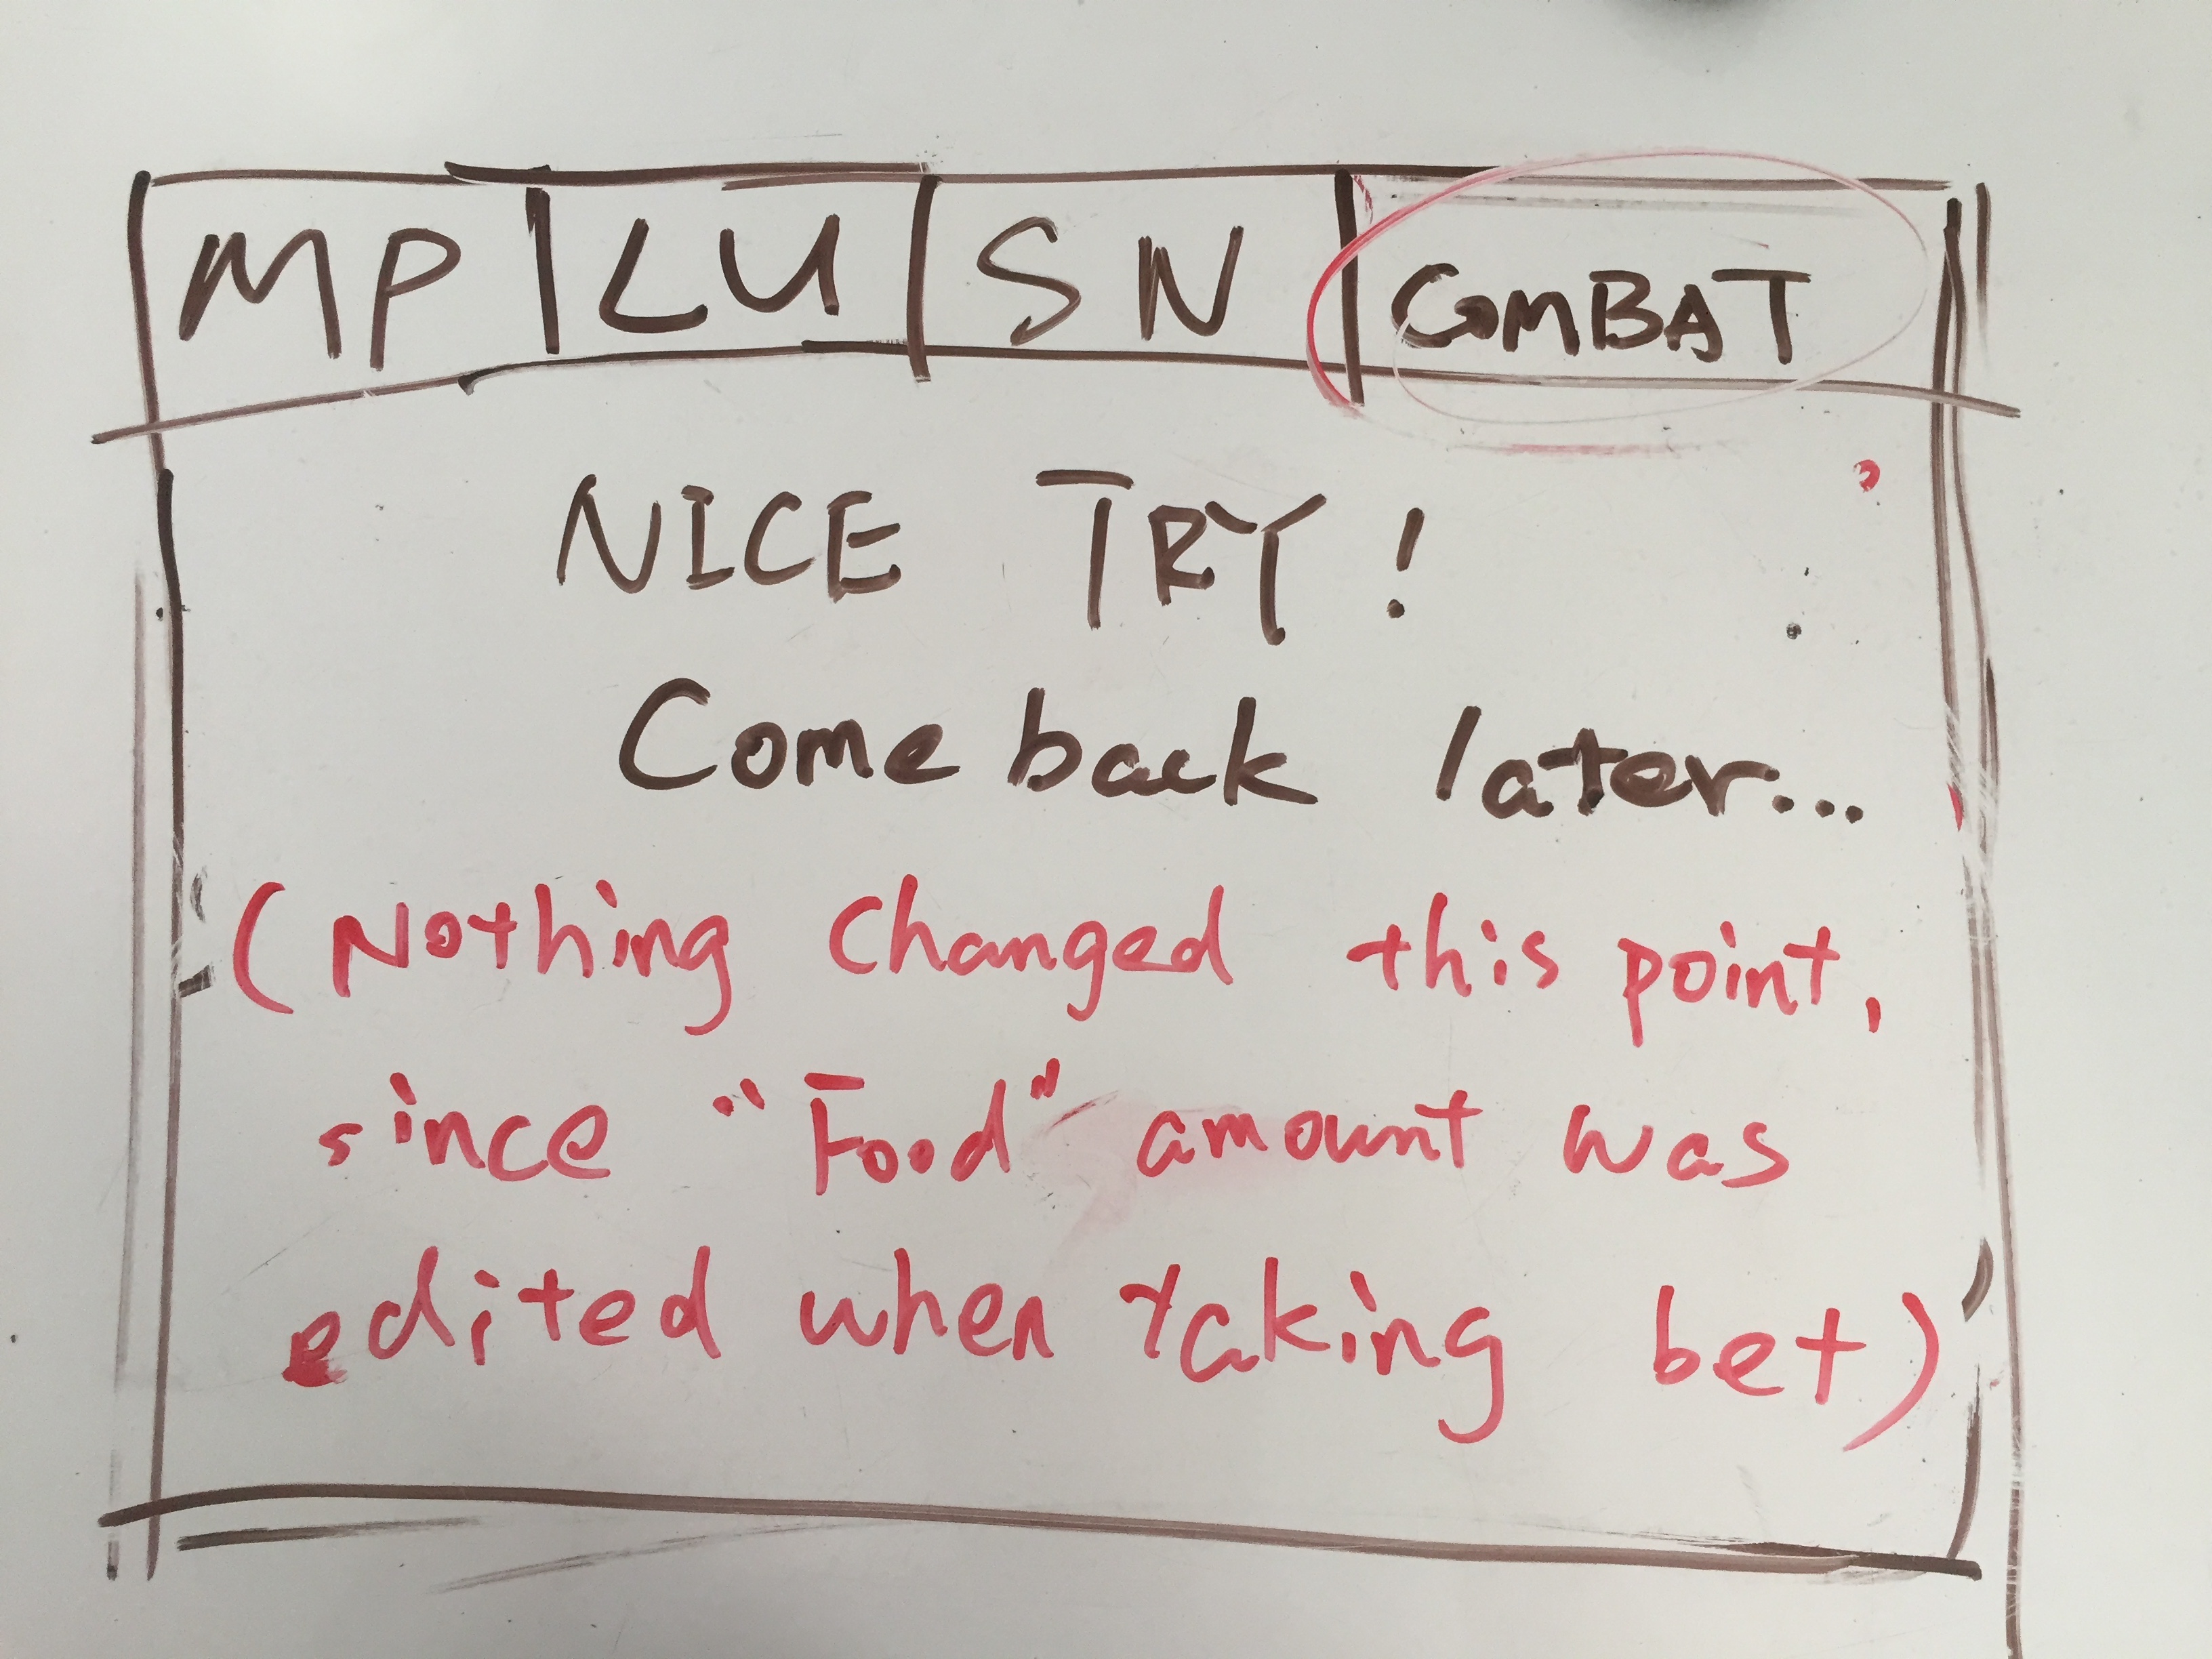 MP LU SN COMBAT
NICE TRY!
Come back later...
(Nothing changed this point,
since "Food" amount was
edited when taking bet)